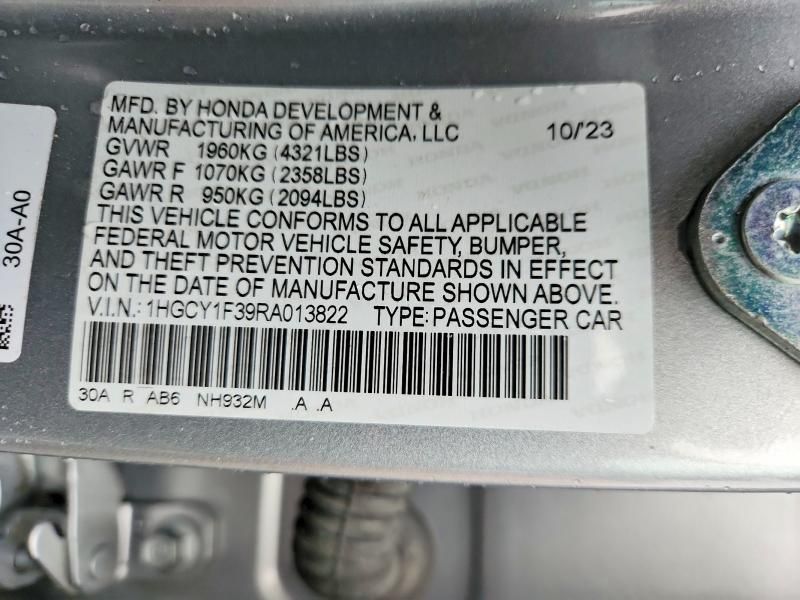 MFD. BY HONDA DEVELOPMENT &
MANUFACTURING OF AMERICA, LLC 10/'23
GVWR 1960KG (4321LBS)
GAWR F 1070KG (2358LBS)
GAWR R 950KG (2094LBS)
THIS VEHICLE CONFORMS TO ALL APPLICABLE
FEDERAL MOTOR VEHICLE SAFETY, BUMPER,
AND THEFT PREVENTION STANDARDS IN EFFECT
ON THE DATE OF MANUFACTURE SHOWN ABOVE.
V.I.N.: 1HGCY1F39RA013822 TYPE: PASSENGER CAR
30A R AB6 NH932M .A .A
30A-A0